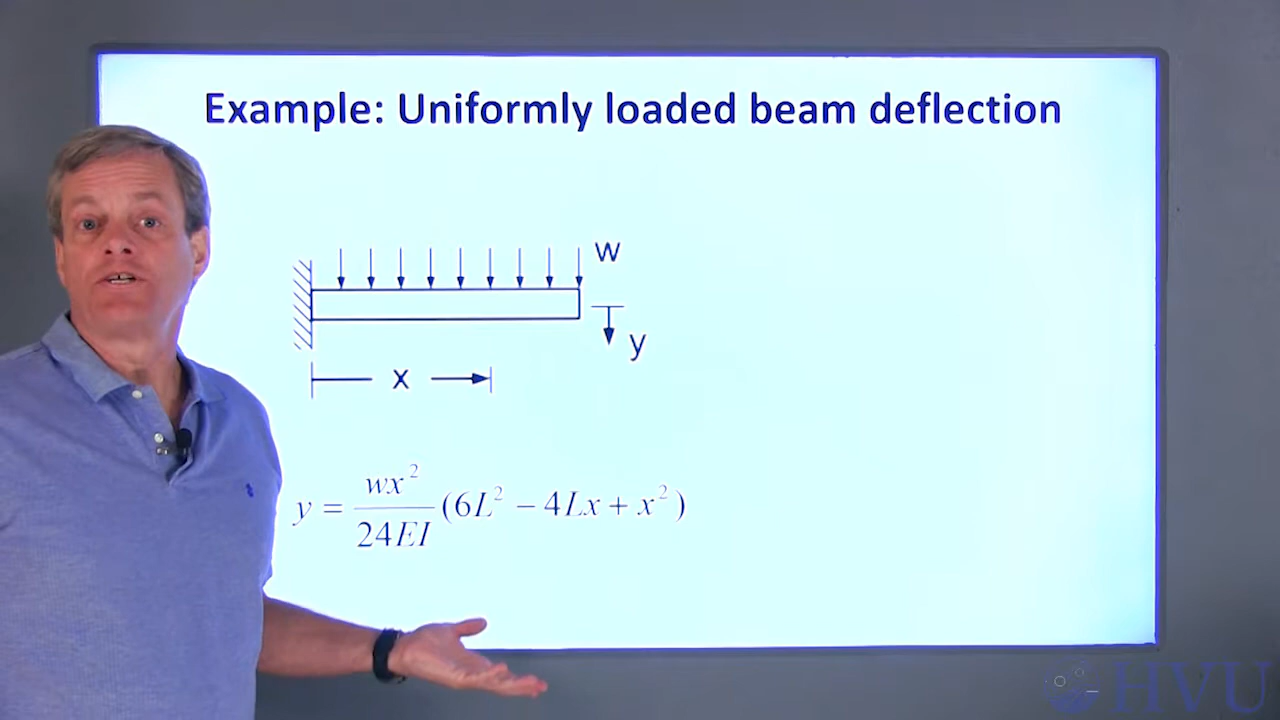 Example: Uniformly loaded beam deflection
w
y
x
y = wx²/24EI (6L² − 4Lx + x²)
HVU